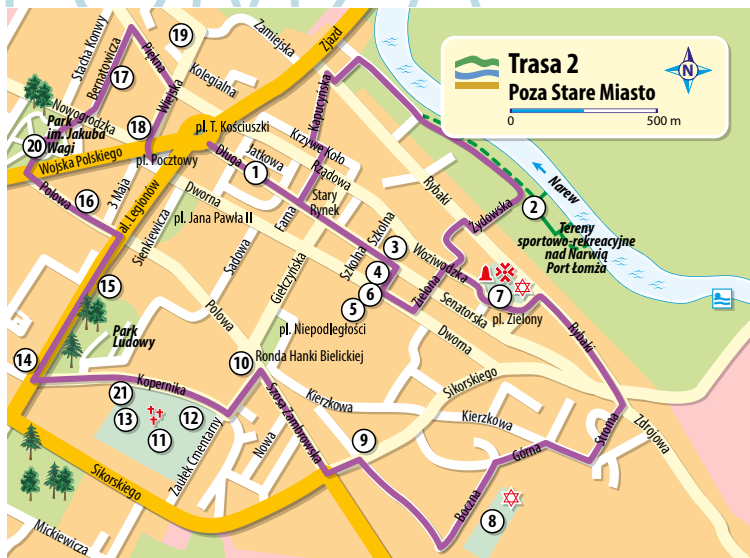 Trasa 2
Poza Stare Miasto
N
0 500 m
19
Zamiejska
Zjazd
Stacha Konwy
Bernatowicza
Piękna
17
Kolegialna
Wiejska
Kapucyńska
Nowogrodzka
18
pl. T. Kościuszki
Park
im. Jakuba
Wagi
20
Wojska Polskiego
pl. Pocztowy
Długa
Jatkowa
1
Krzywe Koło
Rządowa
Rybaki
Narew
Żydowska
2
Tereny
sportowo-rekreacyjne
nad Narwią
Port Łomża
Polowa
16
3 Maja
al. Legionów
Dworna
pl. Jana Pawła II
Stary
Rynek
Farna
Sienkiewicza
Sadowa
Giełczyńska
Szkolna
Szkolna
3
4
6
5
Woziwodzka
Zielona
7
pl. Zielony
Senatorska
Dworna
Rybaki
15
Polowa
pl. Niepodległości
Park
Ludowy
14
10
Ronda Hanki Bielickiej
Sikorskiego
Kopernika
21
13
11
12
Kierzkowa
Kierzkowa
Szosa Zambrowska
Nowa
9
Zaułek Cmentarny
Górna
Stroma
Zdrojowa
Sikorskiego
Boczna
8
Mickiewicza